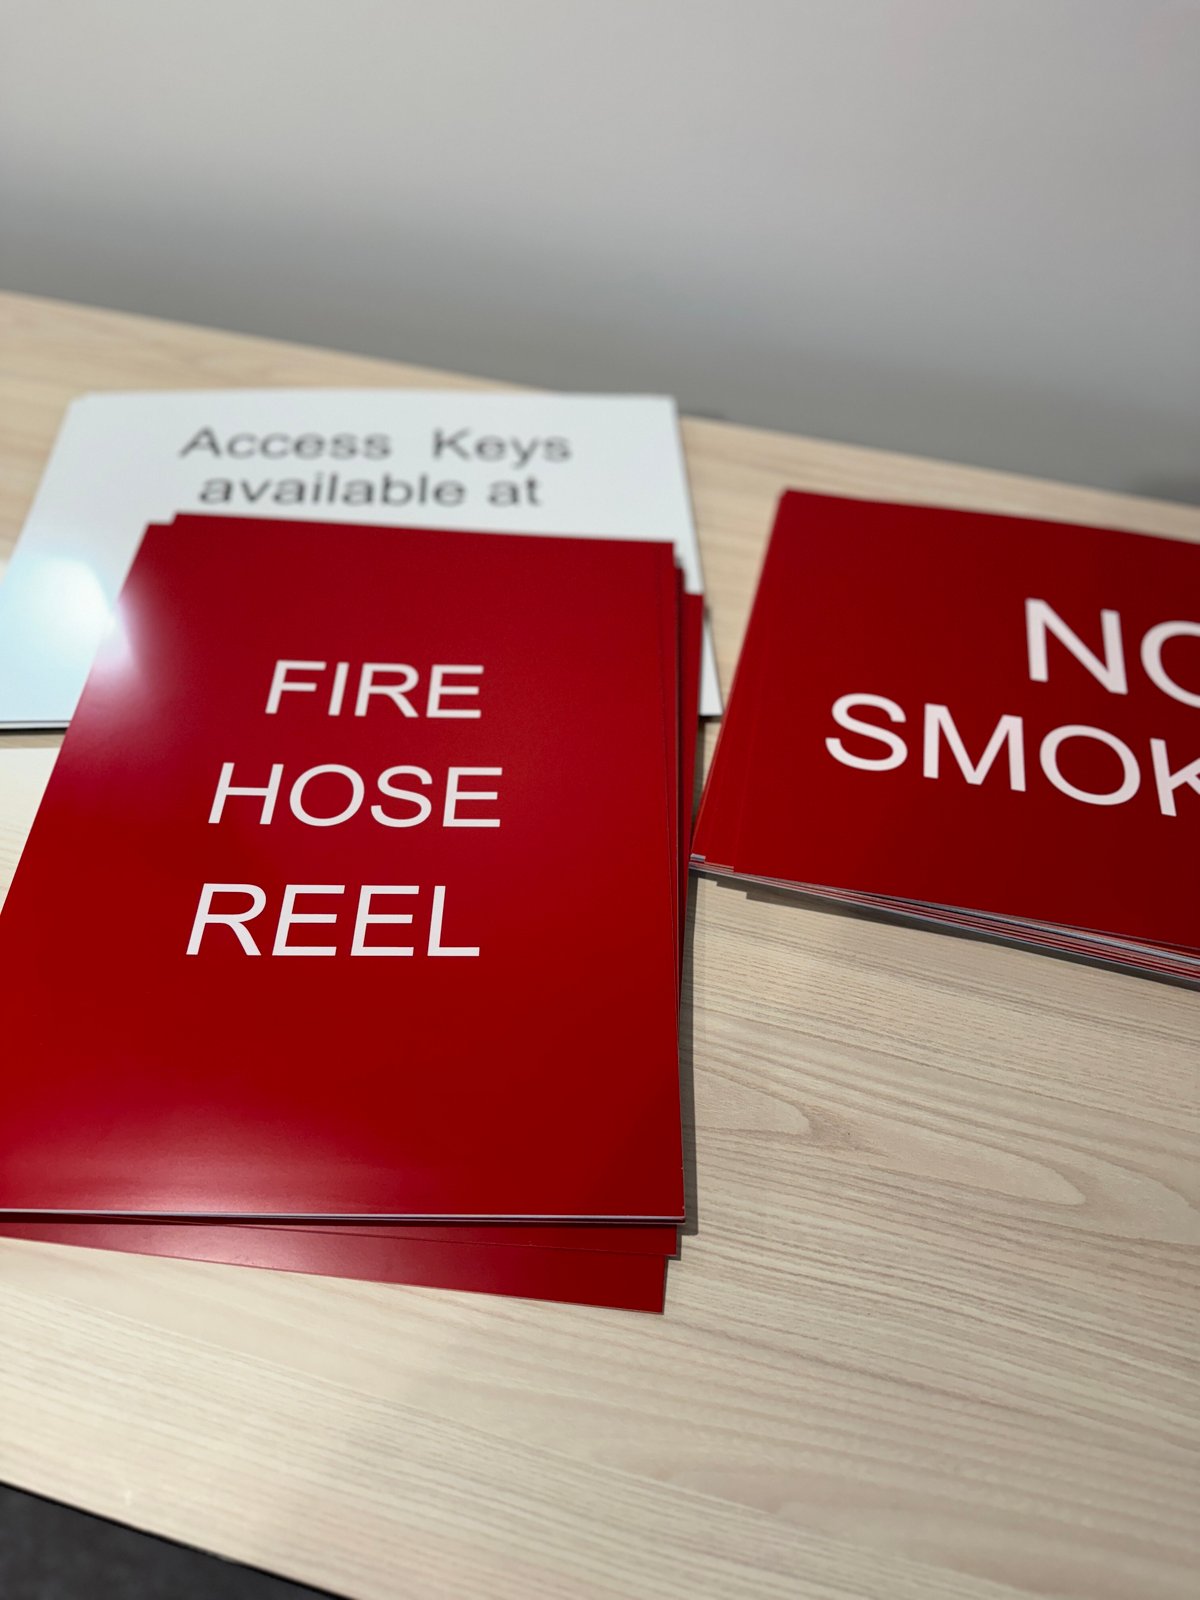 Access Keys
available at
FIRE
HOSE
REEL
NO
SMOK